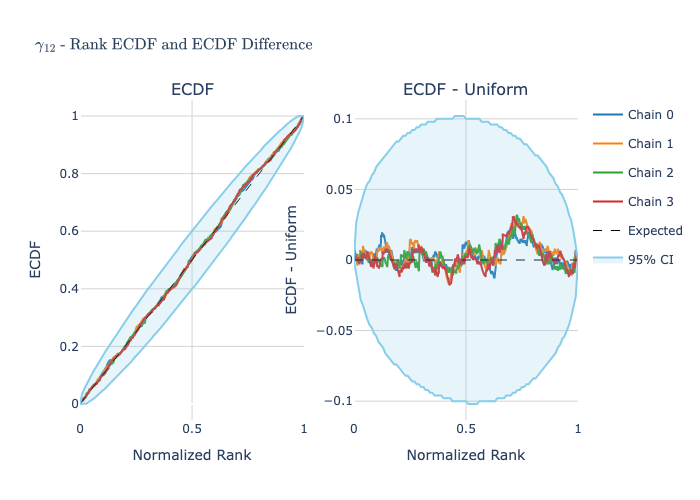 γ₁₂ - Rank ECDF and ECDF Difference
ECDF
ECDF - Uniform
1
0.8
0.6
0.4
0.2
0
ECDF
0
0.5
1
Normalized Rank
0.1
0.05
0
−0.05
−0.1
ECDF - Uniform
0
0.5
1
Normalized Rank
Chain 0
Chain 1
Chain 2
Chain 3
Expected
95% CI